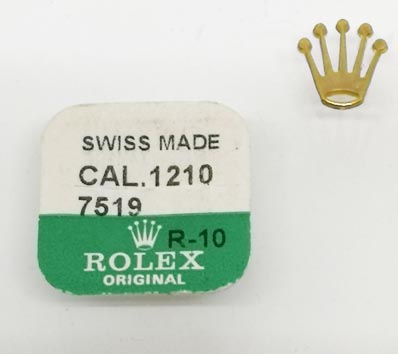 SWISS MADE
CAL.1210
7519
R-10
ROLEX
ORIGINAL